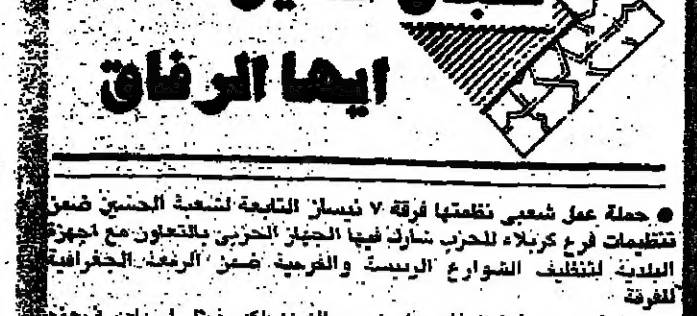 ايها الرفاق
● حملة عمل شعبي نظمتها فرقة ٧ نيسان التابعة لشعبة الحسين ضمن
تنظيمات فرع كربلاء للحزب شارك فيها الجهاز الحزبي بالتعاون مع اجهزة
البلدية لتنظيف الشوارع الرئيسة والفرعية ضمن الرقعة الجغرافية
للفرقة